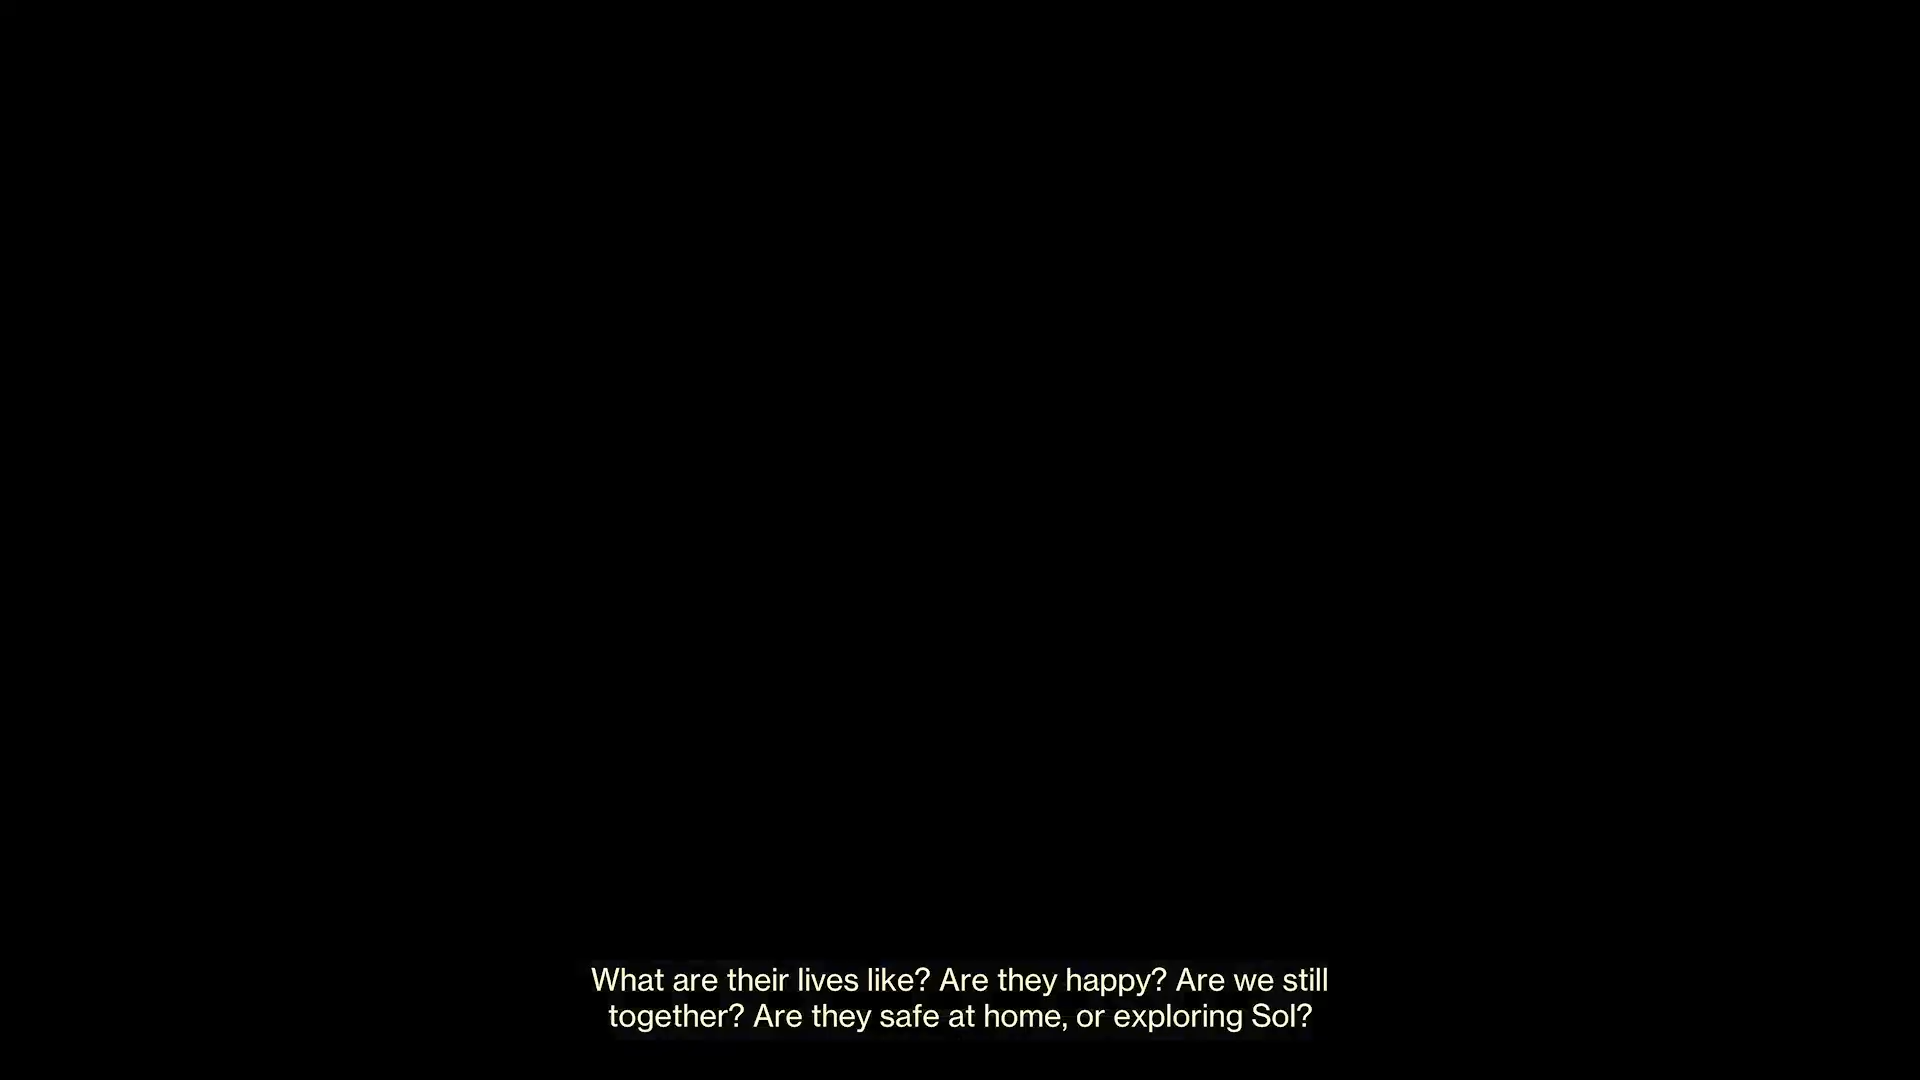 What are their lives like? Are they happy? Are we still
together? Are they safe at home, or exploring Sol?